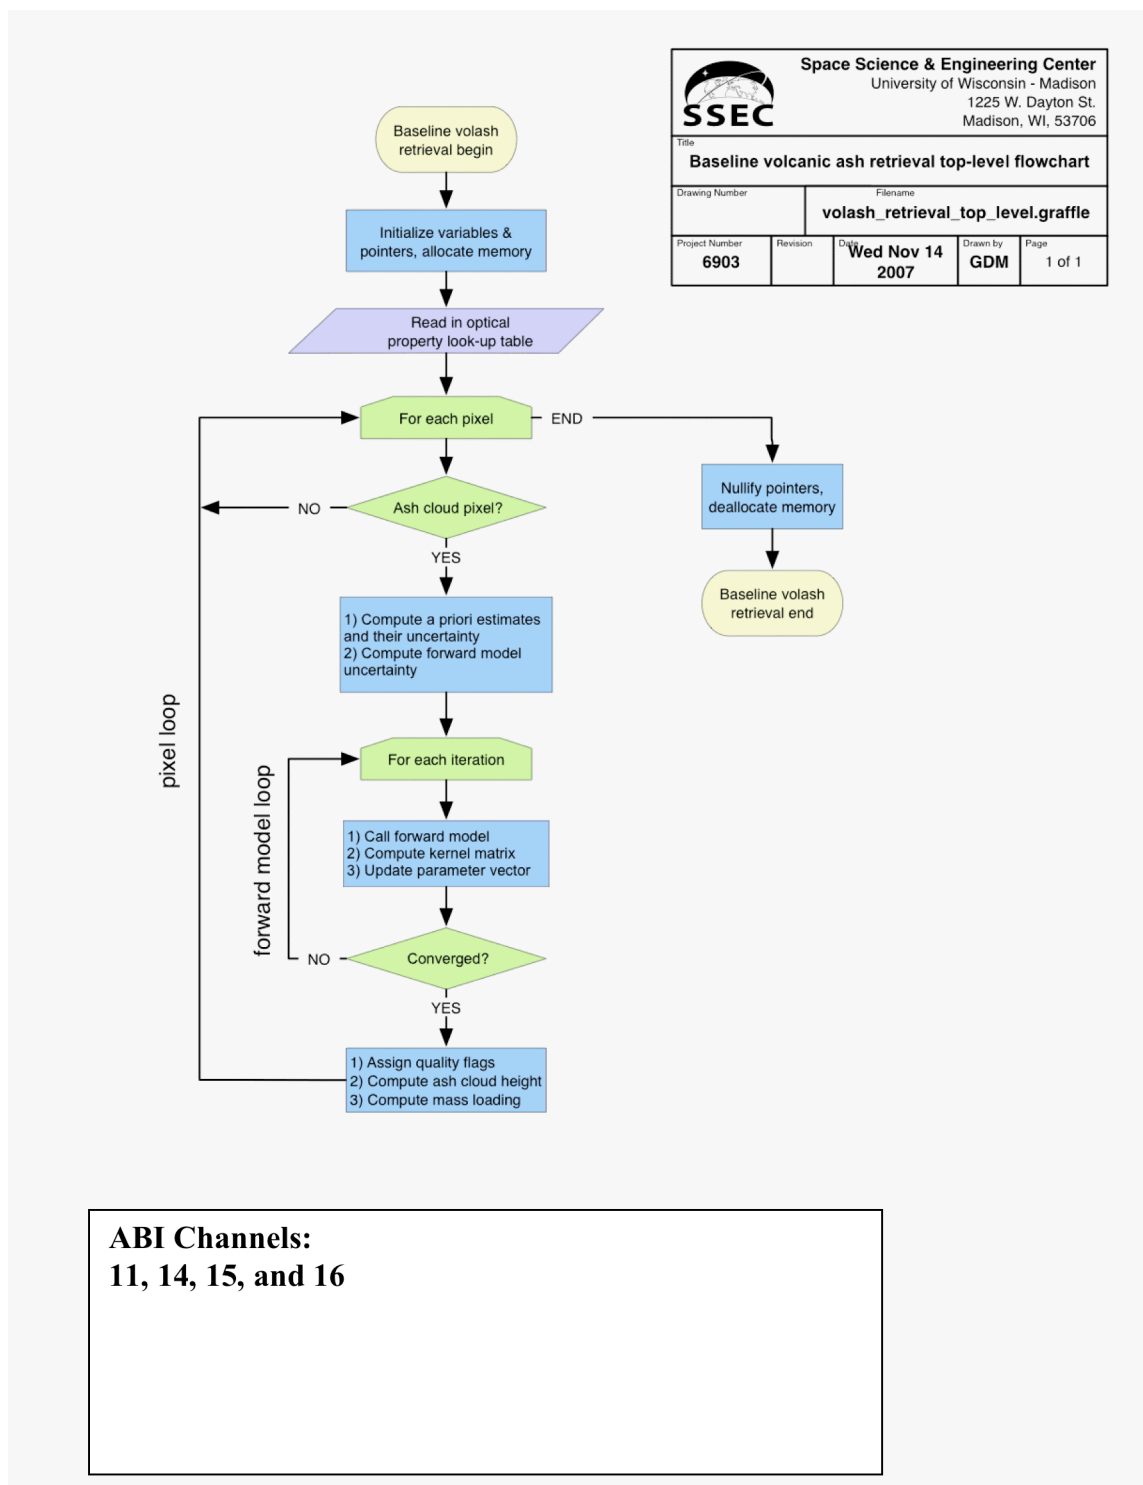 SSEC
Space Science & Engineering Center
University of Wisconsin - Madison
1225 W. Dayton St.
Madison, WI, 53706
Title
Baseline volcanic ash retrieval top-level flowchart
Drawing Number
Filename
volash_retrieval_top_level.graffle
Project Number
6903
Revision
Date
Wed Nov 14
2007
Drawn by
GDM
Page
1 of 1
Baseline volash
retrieval begin
Initialize variables &
pointers, allocate memory
Read in optical
property look-up table
For each pixel
END
Nullify pointers,
deallocate memory
Baseline volash
retrieval end
Ash cloud pixel?
NO
YES
1) Compute a priori estimates
and their uncertainty
2) Compute forward model
uncertainty
pixel loop
For each iteration
forward model loop
1) Call forward model
2) Compute kernel matrix
3) Update parameter vector
Converged?
NO
YES
1) Assign quality flags
2) Compute ash cloud height
3) Compute mass loading
ABI Channels:
11, 14, 15, and 16